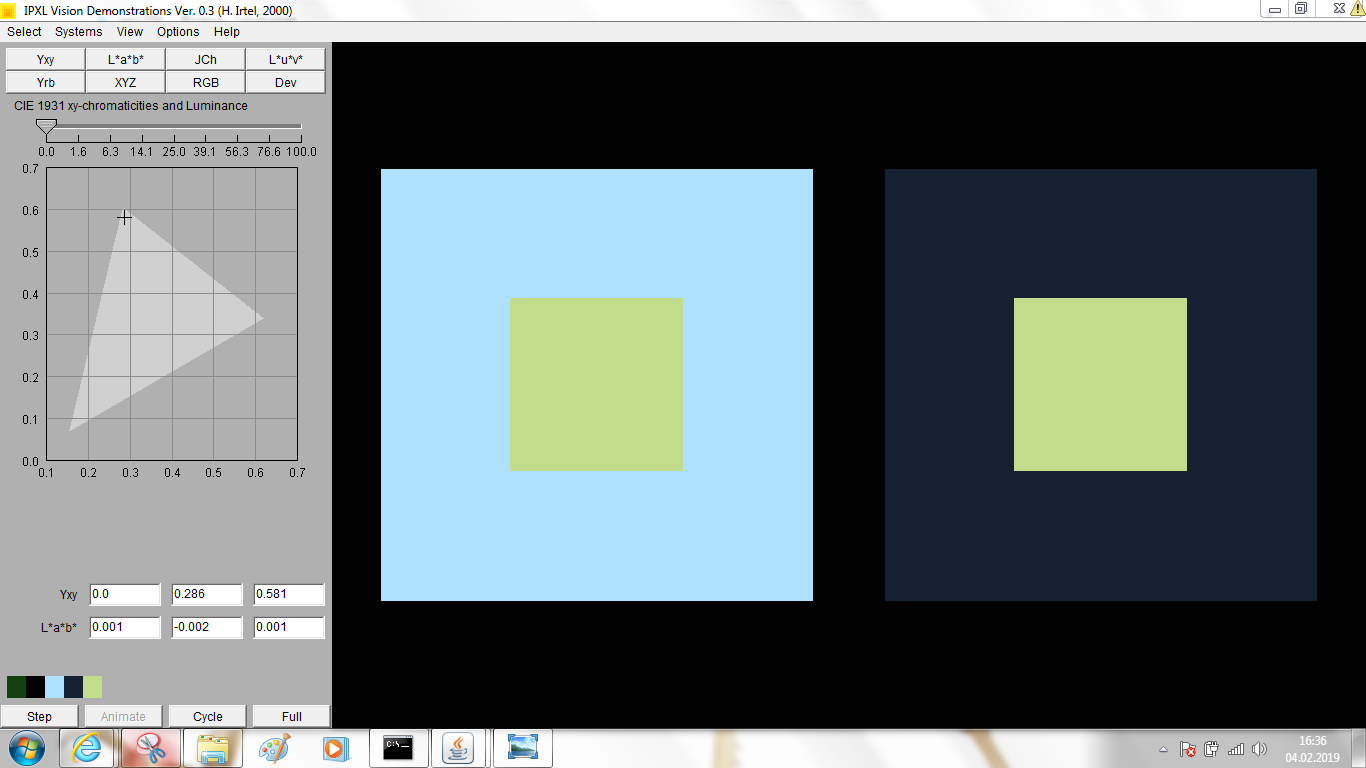 IPXL Vision Demonstrations Ver. 0.3 (H. Irtel, 2000)
Select Systems View Options Help
Yxy L*a*b* JCh L*u*v*
Yrb XYZ RGB Dev
CIE 1931 xy-chromaticities and Luminance
0.0 1.6 6.3 14.1 25.0 39.1 56.3 76.6 100.0
0.7
0.6
0.5
0.4
0.3
0.2
0.1
0.0
0.1 0.2 0.3 0.4 0.5 0.6 0.7
Yxy 0.0 0.286 0.581
L*a*b* 0.001 -0.002 0.001
Step Animate Cycle Full
C:\_
16:36
04.02.2019